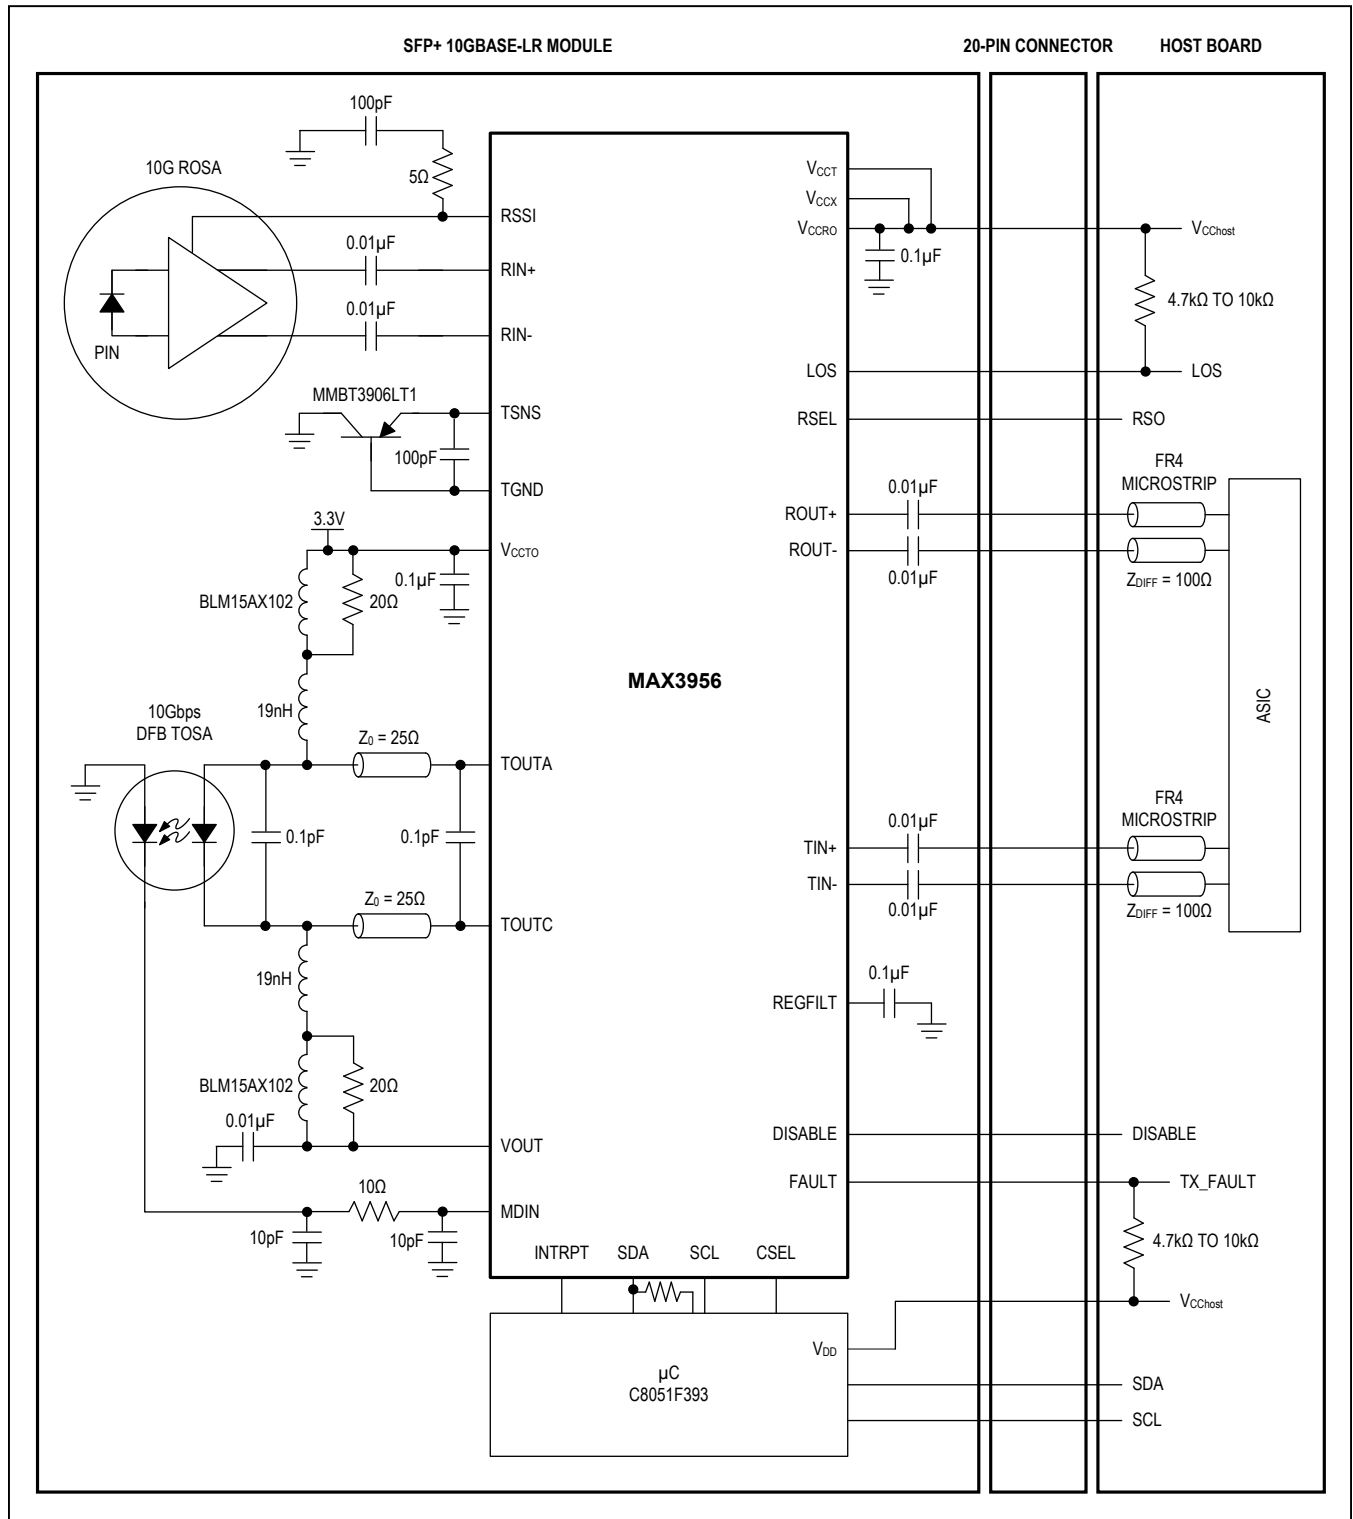 SFP+ 10GBASE-LR MODULE
20-PIN CONNECTOR
HOST BOARD
100pF
10G ROSA
5Ω
RSSI
0.01µF
RIN+
0.01µF
RIN-
PIN
MMBT3906LT1
TSNS
100pF
TGND
3.3V
VCCTO
0.1µF
BLM15AX102
20Ω
19nH
10Gbps
DFB TOSA
Z0 = 25Ω
TOUTA
0.1pF
0.1pF
Z0 = 25Ω
TOUTC
19nH
BLM15AX102
20Ω
0.01µF
VOUT
10Ω
MDIN
10pF
10pF
MAX3956
VCCT
VCCX
VCCRO
0.1µF
VCChost
4.7kΩ TO 10kΩ
LOS
LOS
RSEL
RSO
FR4
MICROSTRIP
0.01µF
ROUT+
ROUT-
0.01µF
ZDIFF = 100Ω
ASIC
FR4
MICROSTRIP
0.01µF
TIN+
TIN-
0.01µF
ZDIFF = 100Ω
0.1µF
REGFILT
DISABLE
DISABLE
FAULT
TX_FAULT
4.7kΩ TO 10kΩ
VCChost
INTRPT
SDA
SCL
CSEL
VDD
µC
C8051F393
SDA
SCL